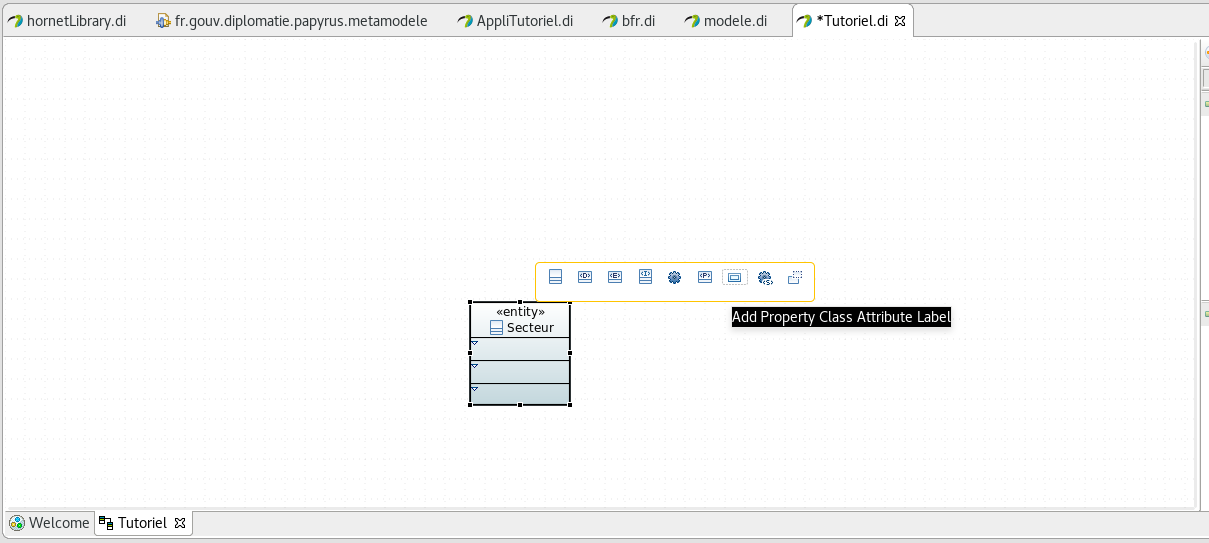 hornetLibrary.di fr.gouv.diplomatie.papyrus.metamodele AppliTutoriel.di bfr.di modele.di *Tutoriel.di
<D> <E> <I> <P> <S>
Add Property Class Attribute Label
«entity»
Secteur
Welcome Tutoriel